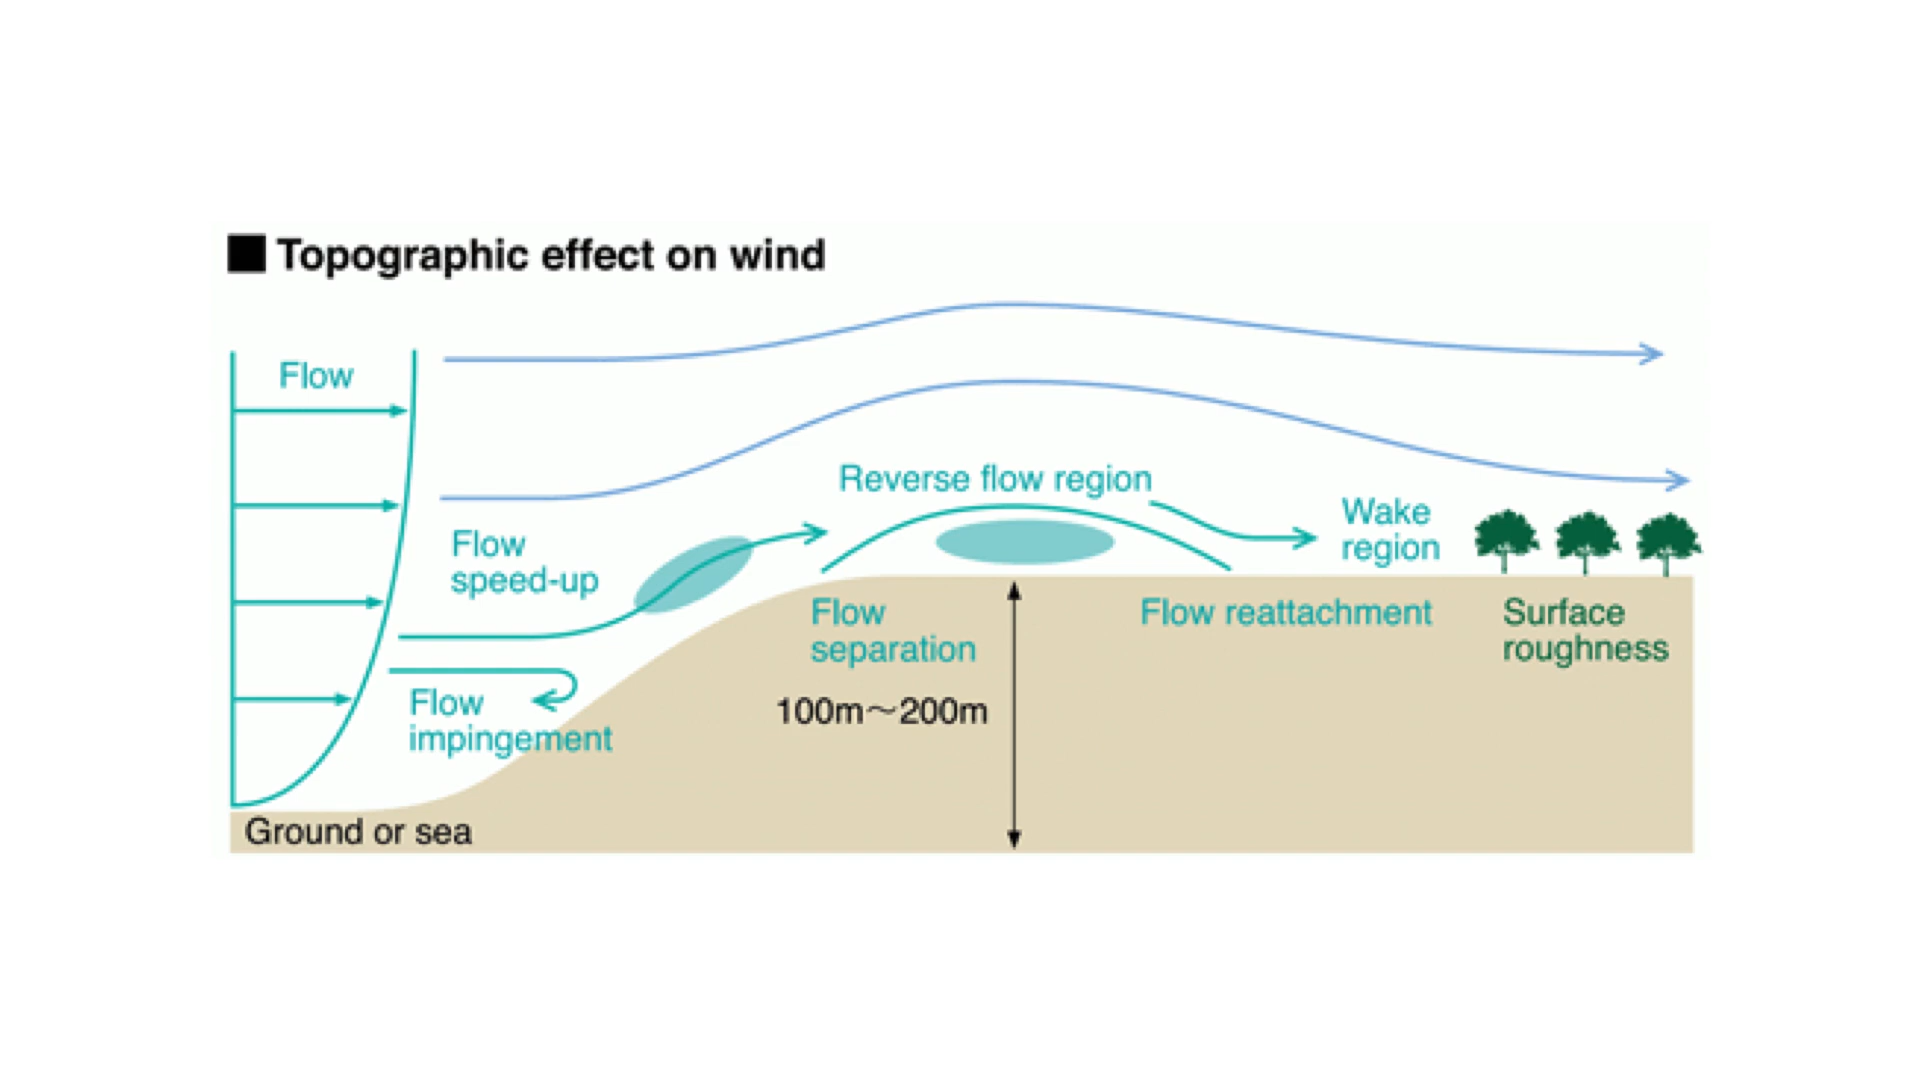 Topographic effect on wind
Flow
Reverse flow region
Wake
region
Flow
speed-up
Flow
separation
Flow reattachment
Surface
roughness
Flow
impingement
100m～200m
Ground or sea